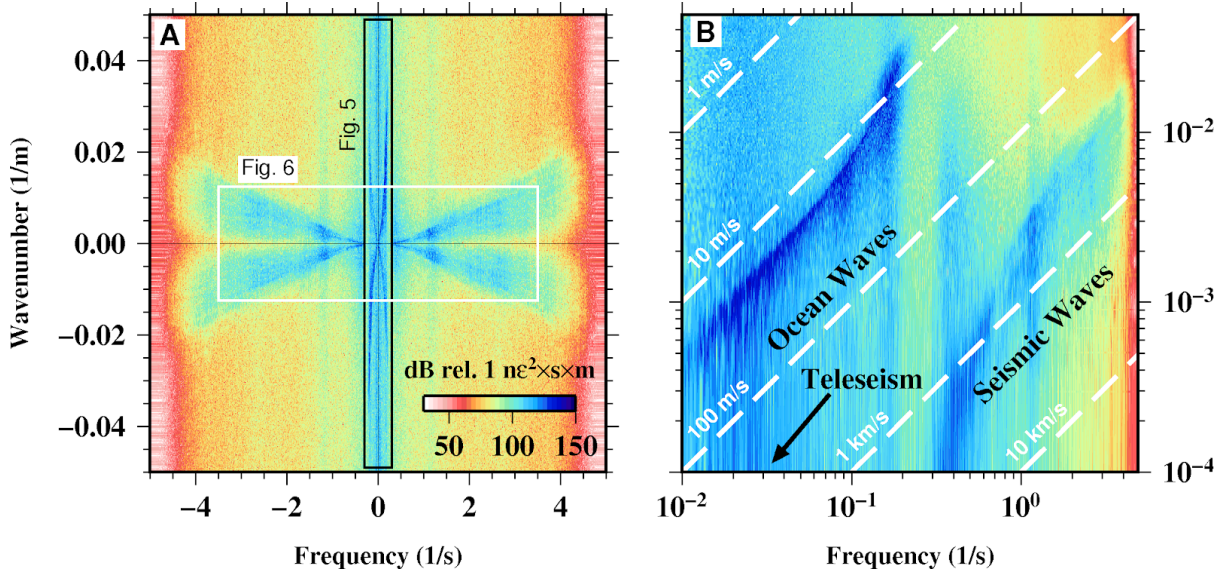 A
Fig. 5
Fig. 6
dB rel. 1 nε²×s×m
50 100 150
0.04
0.02
0.00
−0.02
−0.04
Wavenumber (1/m)
−4 −2 0 2 4
Frequency (1/s)
B
1 m/s
10 m/s
100 m/s
1 km/s
10 km/s
Ocean Waves
Seismic Waves
Teleseism
10⁻²
10⁻³
10⁻⁴
10⁻² 10⁻¹ 10⁰
Frequency (1/s)